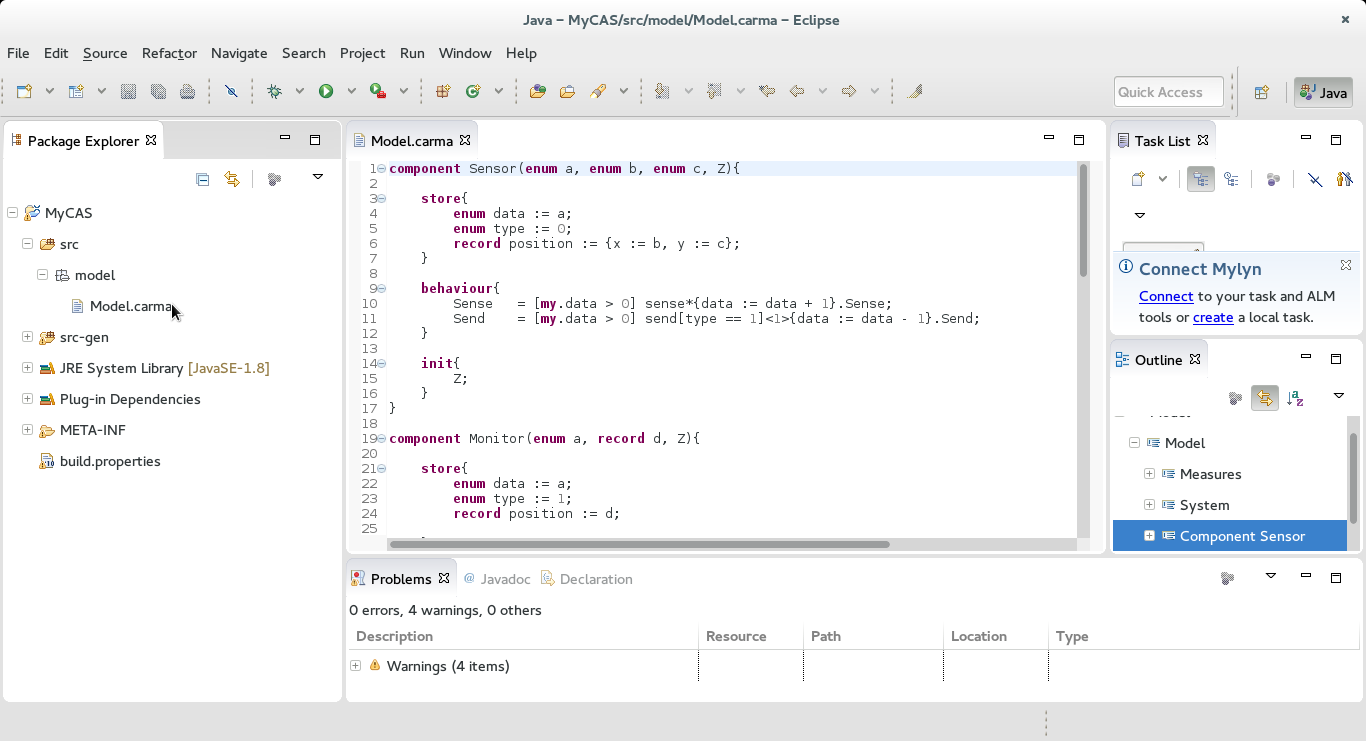 Java – MyCAS/src/model/Model.carma – Eclipse
File Edit Source Refactor Navigate Search Project Run Window Help
Quick Access
Java
Package Explorer
MyCAS
src
model
Model.carma
src-gen
JRE System Library [JavaSE-1.8]
Plug-in Dependencies
META-INF
build.properties
Model.carma
1 component Sensor(enum a, enum b, enum c, Z){
2
3 store{
4 enum data := a;
5 enum type := 0;
6 record position := {x := b, y := c};
7 }
8
9 behaviour{
10 Sense = [my.data > 0] sense*{data := data + 1}.Sense;
11 Send = [my.data > 0] send[type == 1]<1>{data := data - 1}.Send;
12 }
13
14 init{
15 Z;
16 }
17 }
18
19 component Monitor(enum a, record d, Z){
20
21 store{
22 enum data := a;
23 enum type := 1;
24 record position := d;
25
Task List
Connect Mylyn
Connect to your task and ALM
tools or create a local task.
Outline
Model
Measures
System
Component Sensor
Problems @ Javadoc Declaration
0 errors, 4 warnings, 0 others
Description Resource Path Location Type
Warnings (4 items)